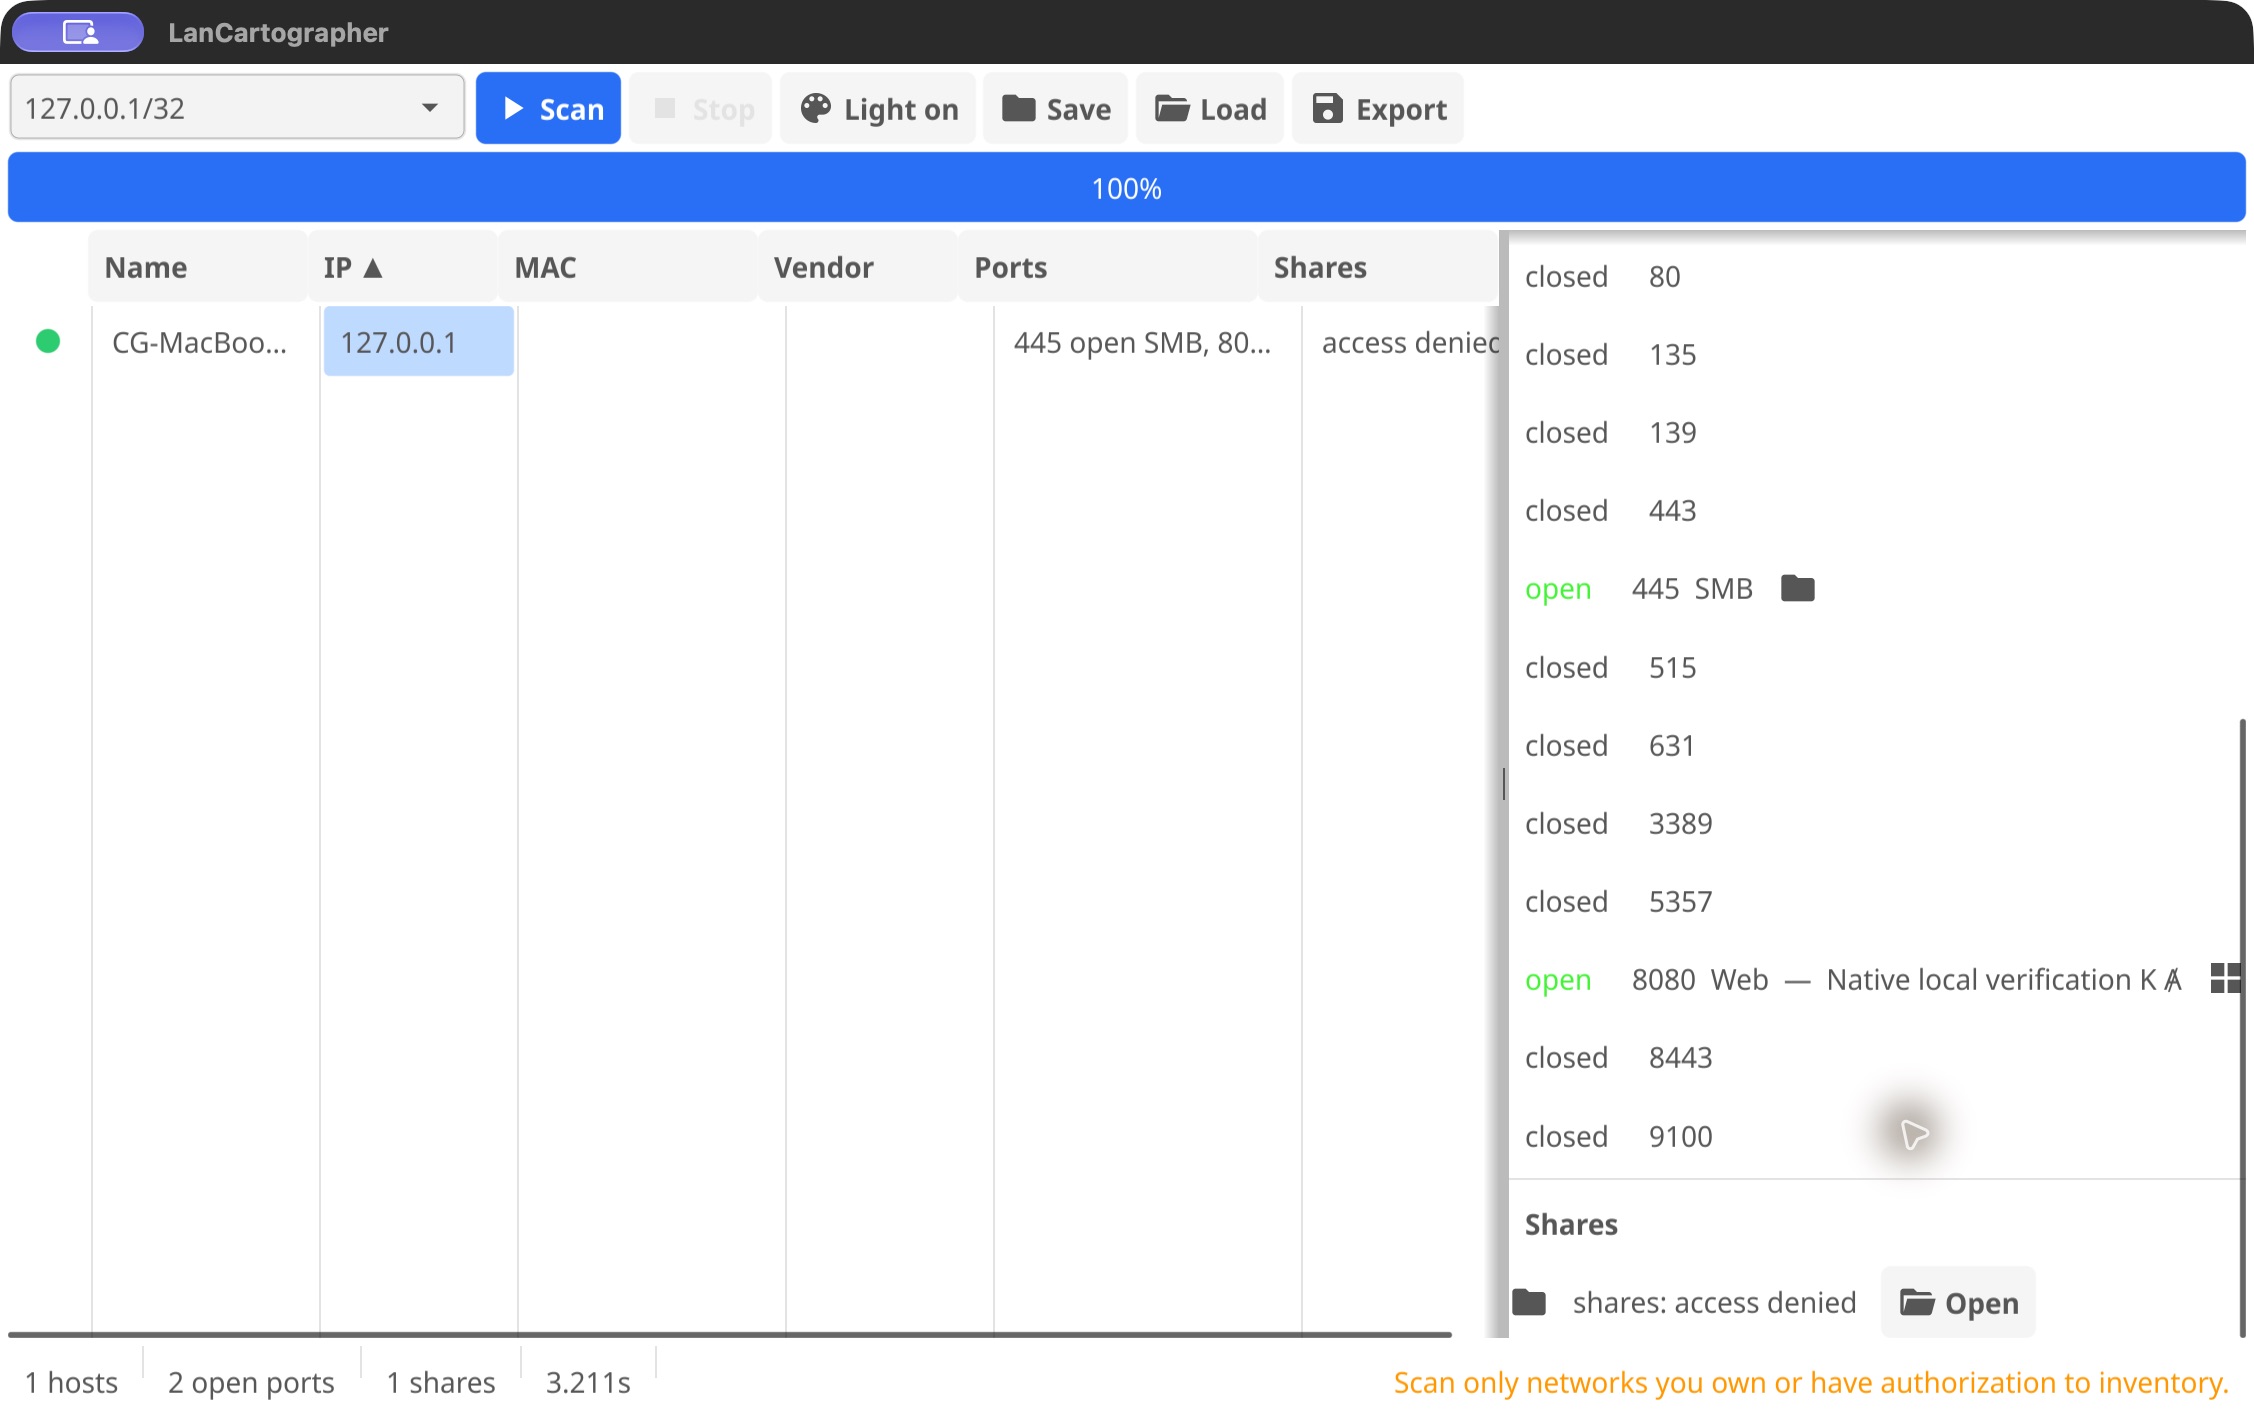 LanCartographer
127.0.0.1/32
Scan
Stop
Light on
Save
Load
Export
100%
Name IP ▲ MAC Vendor Ports Shares
CG-MacBoo... 127.0.0.1 445 open SMB, 80... access denied
closed 80
closed 135
closed 139
closed 443
open 445 SMB
closed 515
closed 631
closed 3389
closed 5357
open 8080 Web — Native local verification K
closed 8443
closed 9100
Shares
shares: access denied Open
1 hosts 2 open ports 1 shares 3.211s
Scan only networks you own or have authorization to inventory.